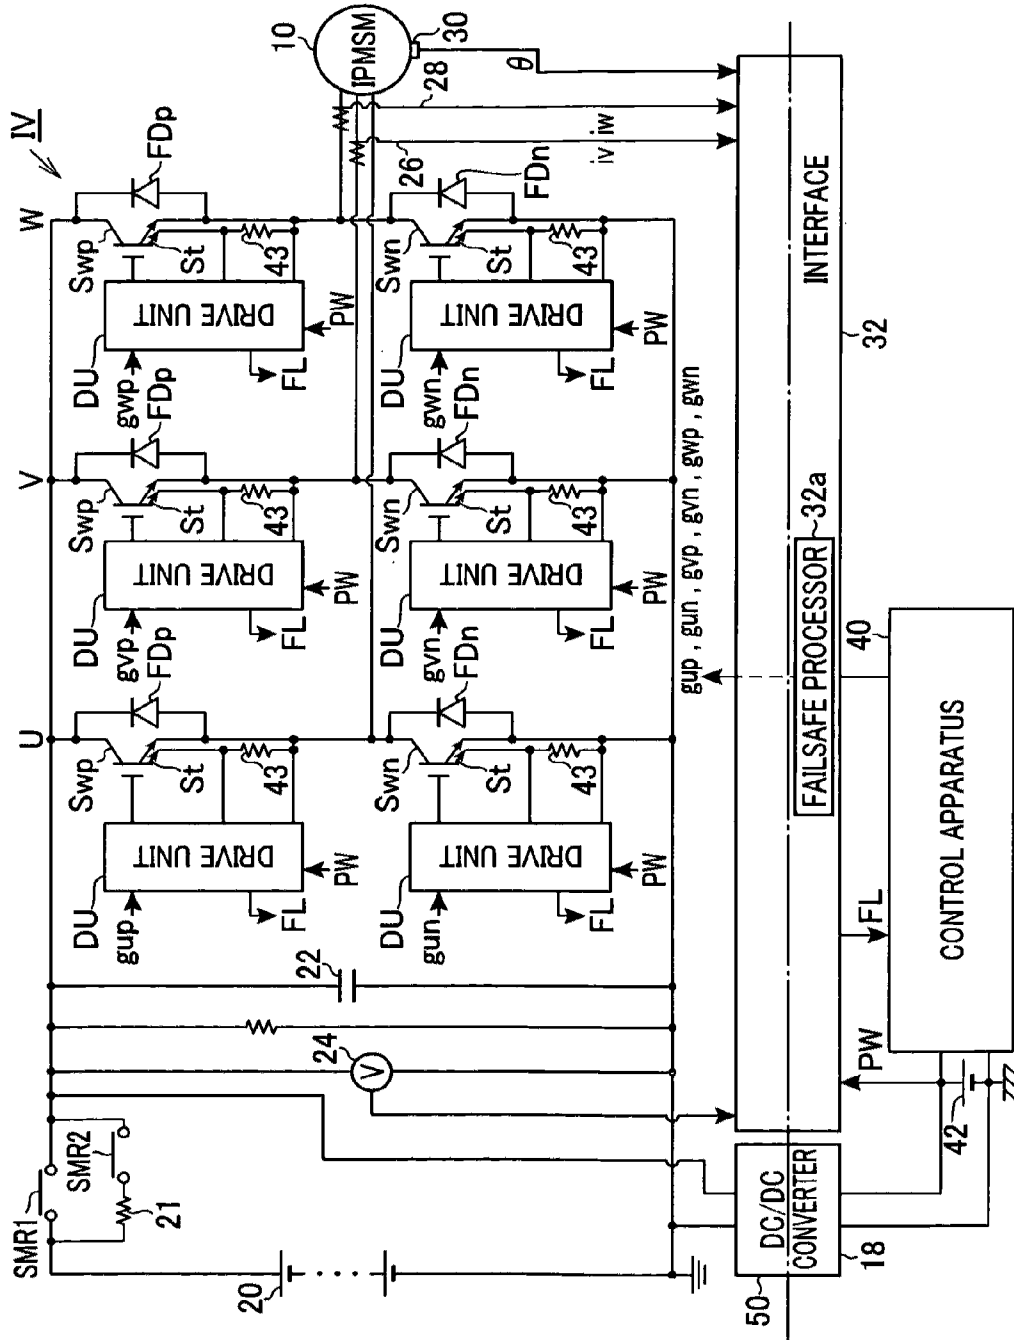 IV
U
V
W
SMR1
SMR2
21
20
24
V
22
Swp
FDp
St
43
DU
DRIVE UNIT
gup
FL
PW
Swp
FDp
St
43
DU
DRIVE UNIT
gvp
FL
PW
Swp
FDp
St
43
DU
DRIVE UNIT
gwp
FL
PW
10
IPMSM
30
θ
28
26
iv
iw
Swn
FDn
St
43
DU
DRIVE UNIT
gun
FL
PW
Swn
FDn
St
43
DU
DRIVE UNIT
gvn
FL
PW
Swn
FDn
St
43
DU
DRIVE UNIT
gwn
FL
PW
gup , gun , gvp , gvn , gwp , gwn
50
DC/DC
CONVERTER
18
INTERFACE
32
FAILSAFE PROCESSOR
32a
PW
FL
42
CONTROL APPARATUS
40